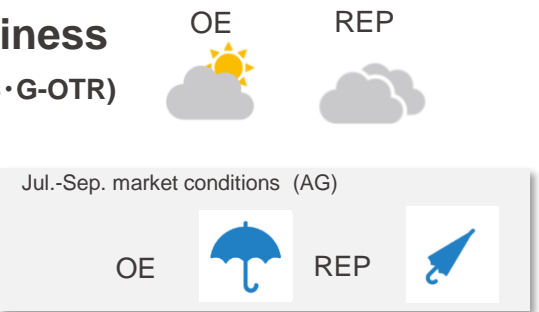 iness
OE REP
･G-OTR)
Jul.-Sep. market conditions (AG)
OE REP